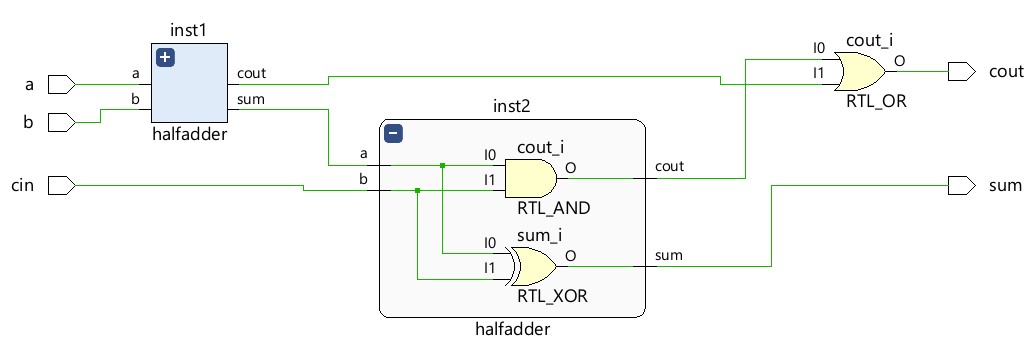 inst1
a
b
a
b
cout
sum
halfadder
cin
inst2
a
b
I0
I1
cout_i
O
RTL_AND
I0
I1
sum_i
O
RTL_XOR
cout
sum
halfadder
I0
I1
cout_i
O
RTL_OR
cout
sum